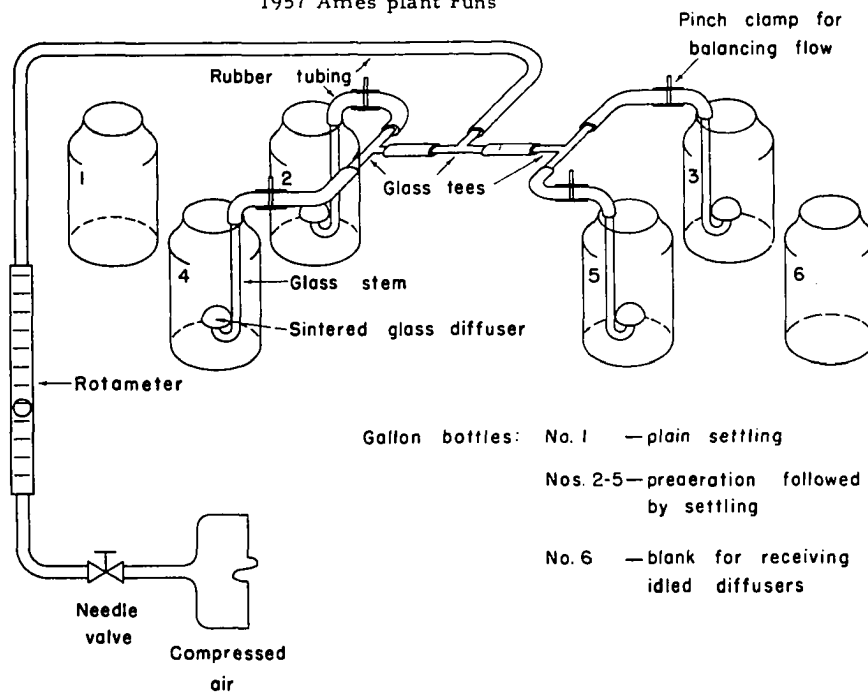 1957 Ames plant runs
Pinch clamp for
balancing flow
Rubber tubing
1
2
3
Glass tees
4
5
6
Glass stem
Sintered glass diffuser
Rotameter
Gallon bottles: No. 1 — plain settling
Nos. 2-5 — preaeration followed
by settling
No. 6 — blank for receiving
idled diffusers
Needle
valve
Compressed
air